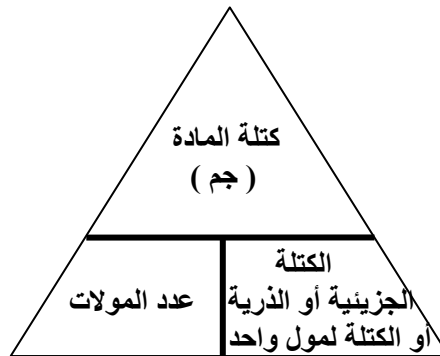 كتلة المادة
( جم )
الكتلة
الجزيئية أو الذرية
أو الكتلة لمول واحد
عدد المولات